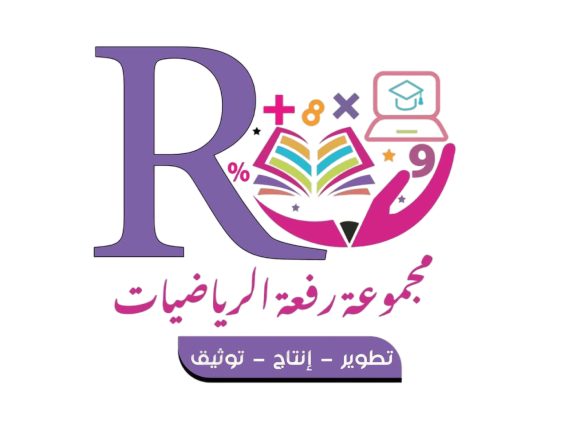 R
+ 8 ×
9
%
مجموعة رفعة الرياضيات
تطوير - إنتاج - توثيق